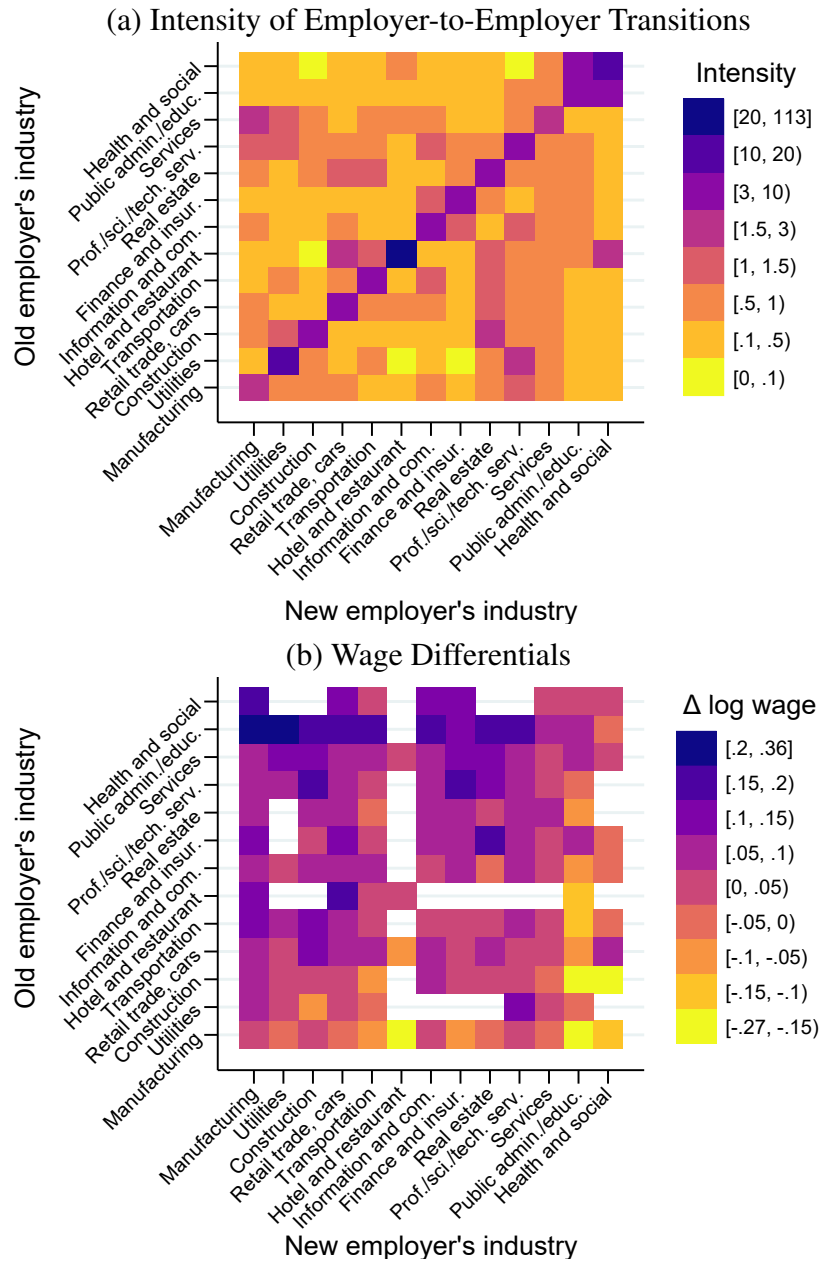 (a) Intensity of Employer-to-Employer Transitions
Old employer's industry
Health and social
Public admin./educ.
Services
Prof./sci./tech. serv.
Real estate
Finance and insur.
Information and com.
Hotel and restaurant
Transportation
Retail trade, cars
Construction
Utilities
Manufacturing
Manufacturing
Utilities
Construction
Retail trade, cars
Transportation
Hotel and restaurant
Information and com.
Finance and insur.
Real estate
Prof./sci./tech. serv.
Services
Public admin./educ.
Health and social
New employer's industry
Intensity
[20, 113]
[10, 20)
[3, 10)
[1.5, 3)
[1, 1.5)
[.5, 1)
[.1, .5)
[0, .1)
(b) Wage Differentials
Old employer's industry
Health and social
Public admin./educ.
Services
Prof./sci./tech. serv.
Real estate
Finance and insur.
Information and com.
Hotel and restaurant
Transportation
Retail trade, cars
Construction
Utilities
Manufacturing
Manufacturing
Utilities
Construction
Retail trade, cars
Transportation
Hotel and restaurant
Information and com.
Finance and insur.
Real estate
Prof./sci./tech. serv.
Services
Public admin./educ.
Health and social
New employer's industry
Δ log wage
[.2, .36]
[.15, .2)
[.1, .15)
[.05, .1)
[0, .05)
[-.05, 0)
[-.1, -.05)
[-.15, -.1)
[-.27, -.15)